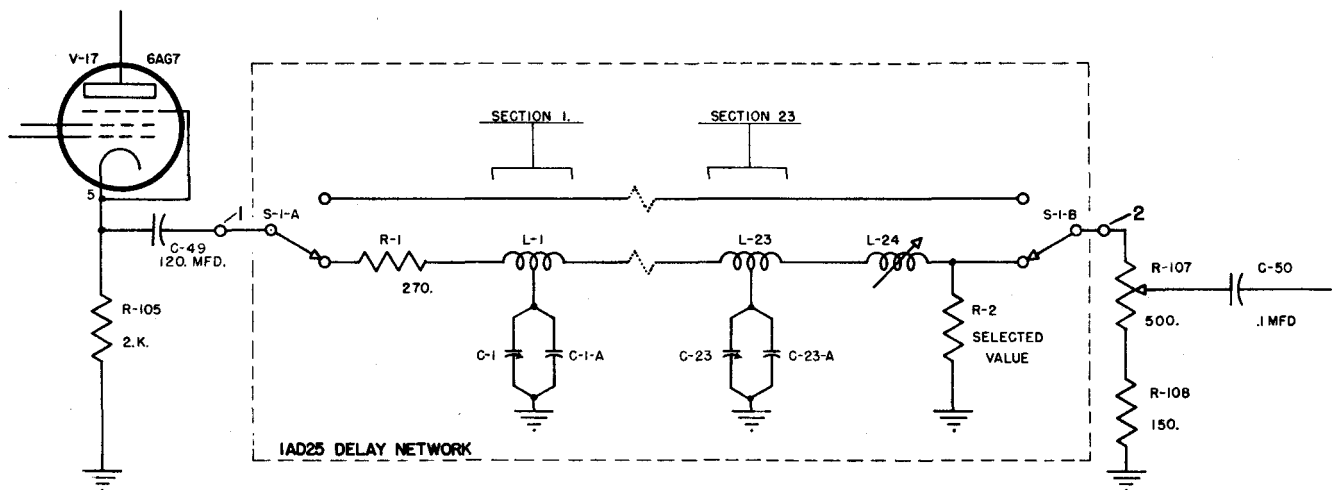 V-17 6AG7
SECTION 1.
SECTION 23
5
1
2
S-1-A
S-1-B
C-49
120. MFD.
R-1
270.
L-1
L-23
L-24
R-107
500.
C-50
.1 MFD
R-105
2.K.
C-1
C-1-A
C-23
C-23-A
R-2
SELECTED
VALUE
R-108
150.
1AD25 DELAY NETWORK